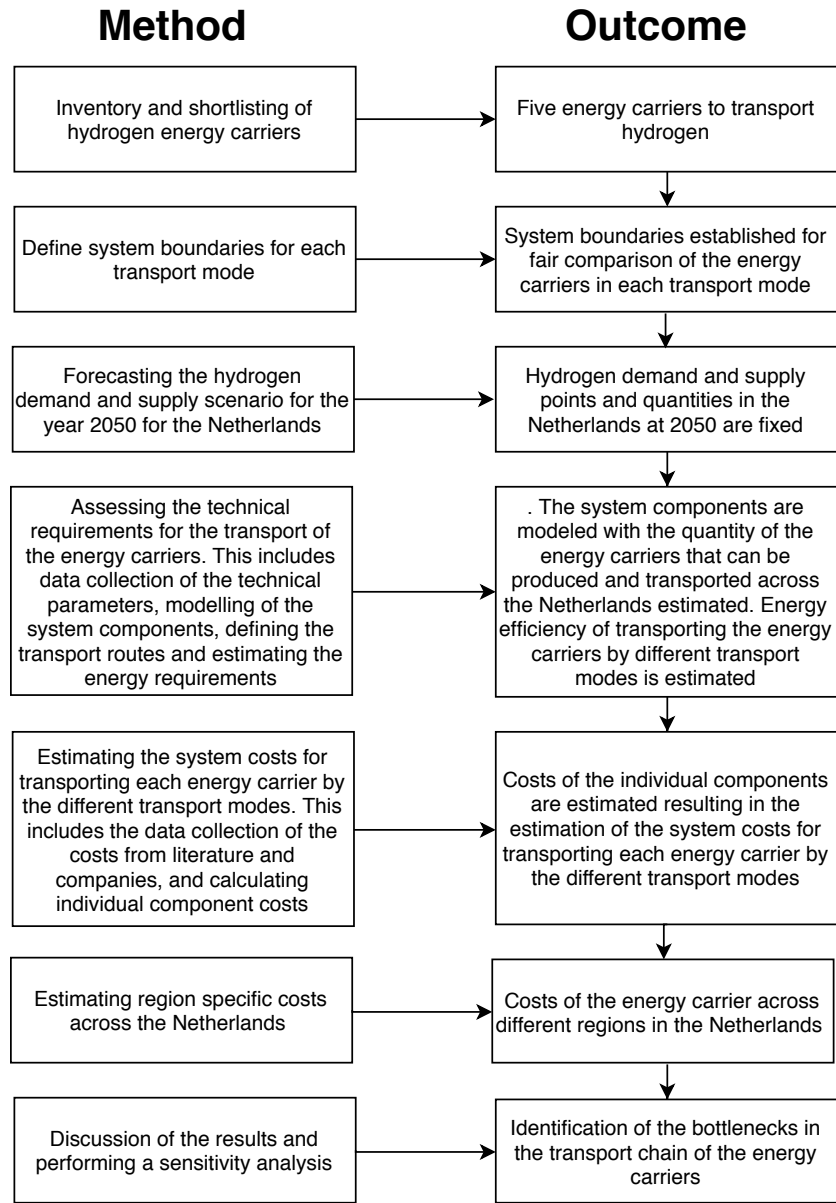 Method
Outcome
Inventory and shortlisting of
hydrogen energy carriers
Five energy carriers to transport
hydrogen
Define system boundaries for each
transport mode
System boundaries established for
fair comparison of the energy
carriers in each transport mode
Forecasting the hydrogen
demand and supply scenario for the
year 2050 for the Netherlands
Hydrogen demand and supply
points and quantities in the
Netherlands at 2050 are fixed
Assessing the technical
requirements for the transport of
the energy carriers. This includes
data collection of the technical
parameters, modelling of the
system components, defining the
transport routes and estimating the
energy requirements
. The system components are
modeled with the quantity of the
energy carriers that can be
produced and transported across
the Netherlands estimated. Energy
efficiency of transporting the energy
carriers by different transport
modes is estimated
Estimating the system costs for
transporting each energy carrier by
the different transport modes. This
includes the data collection of the
costs from literature and
companies, and calculating
individual component costs
Costs of the individual components
are estimated resulting in the
estimation of the system costs for
transporting each energy carrier by
the different transport modes
Estimating region specific costs
across the Netherlands
Costs of the energy carrier across
different regions in the Netherlands
Discussion of the results and
performing a sensitivity analysis
Identification of the bottlenecks in
the transport chain of the energy
carriers